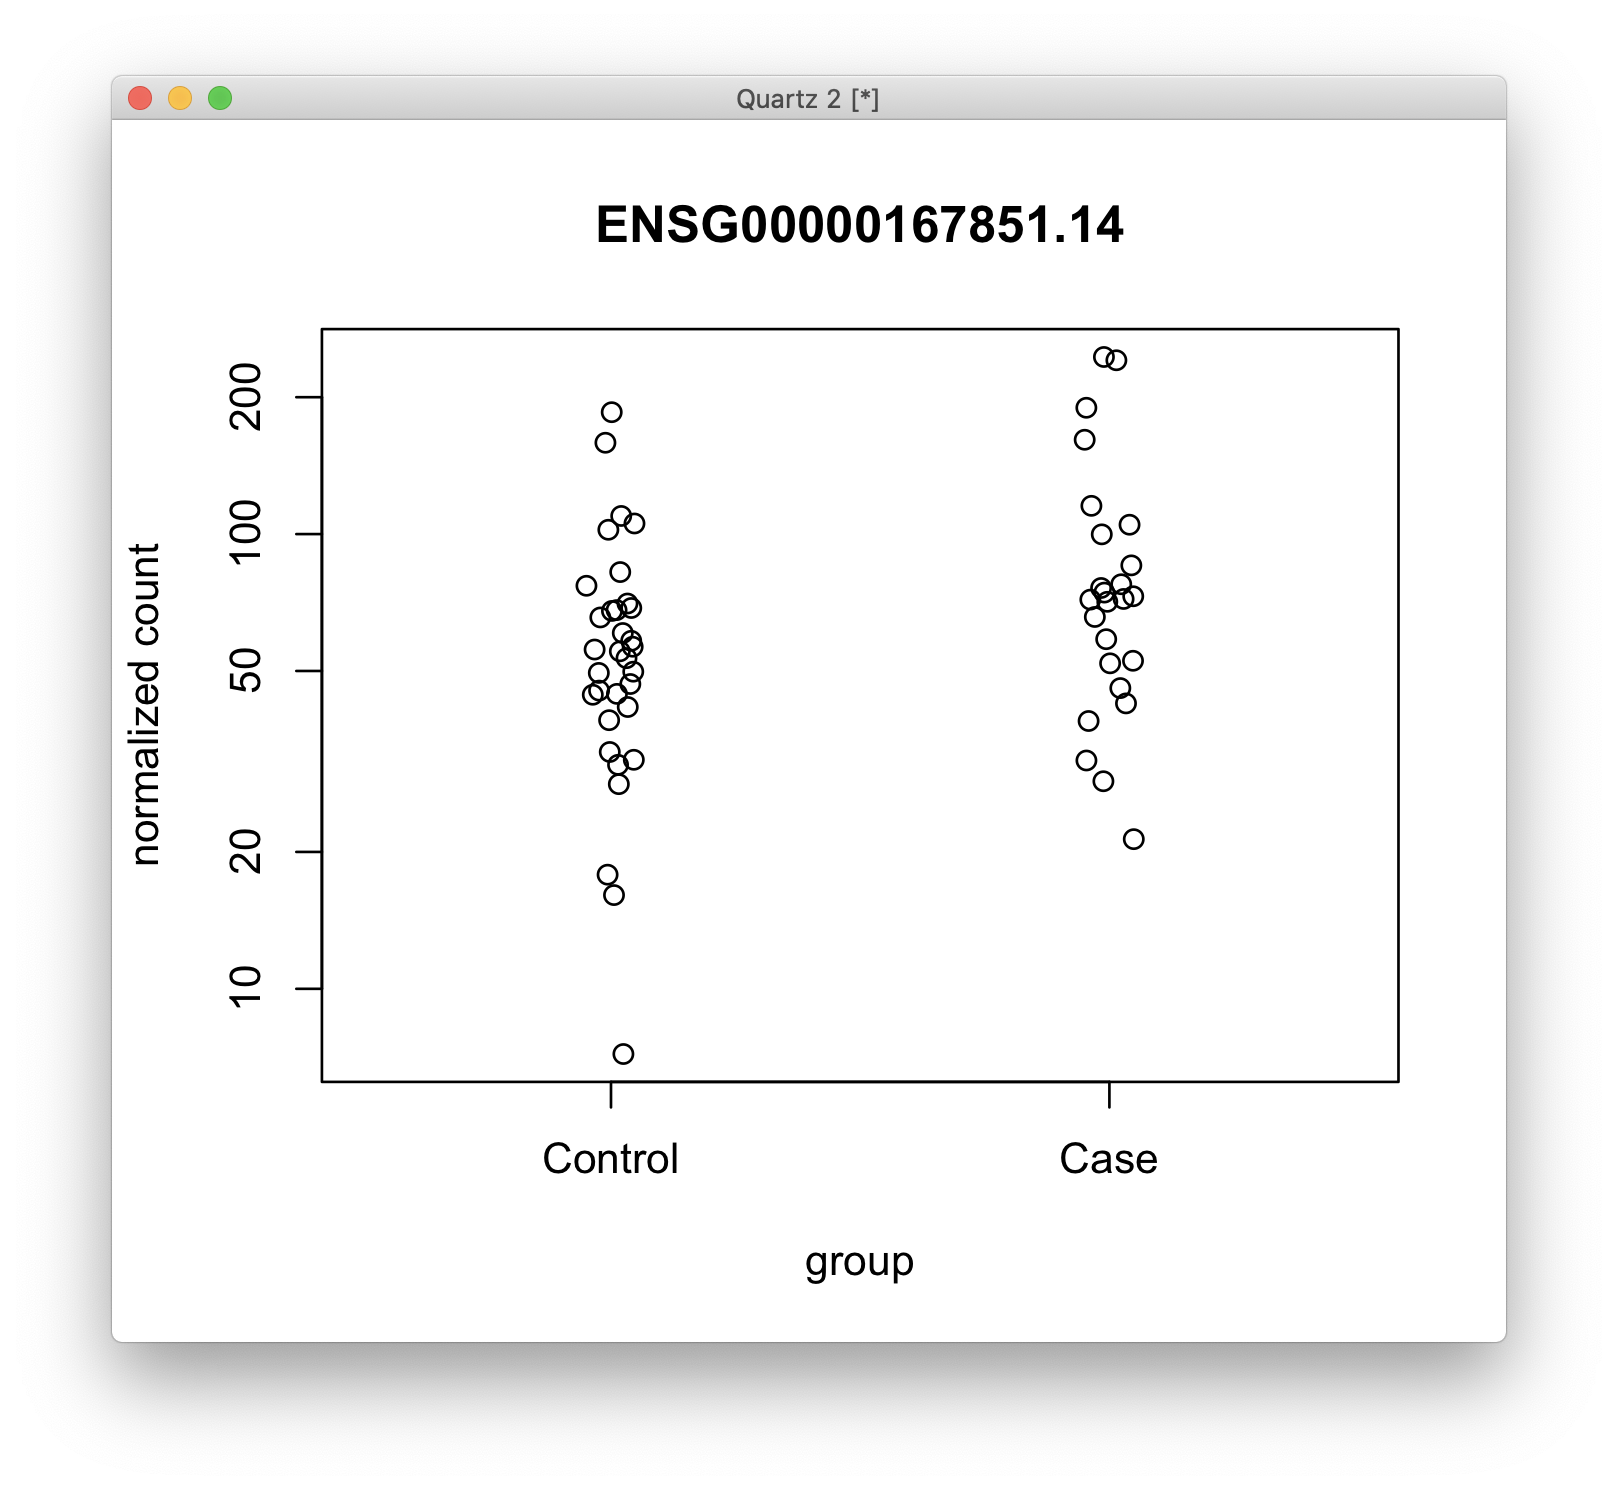 Quartz 2 [*]
ENSG00000167851.14
normalized count
200
100
50
20
10
Control
Case
group